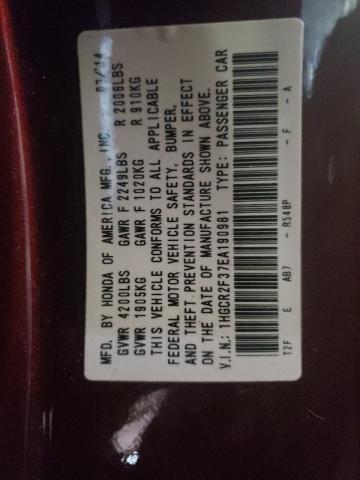 MFD. BY HONDA OF AMERICA MFG., INC. 03/14
GVWR 4200LBS GAWR F 2249LBS R 2006LBS
GVWR 1905KG GAWR F 1020KG R 910KG
THIS VEHICLE CONFORMS TO ALL APPLICABLE
FEDERAL MOTOR VEHICLE SAFETY, BUMPER,
AND THEFT PREVENTION STANDARDS IN EFFECT
ON THE DATE OF MANUFACTURE SHOWN ABOVE.
V.I.N.: 1HGCR2F37EA190981 TYPE: PASSENGER CAR
T2F E AB7 - R548P - F - A